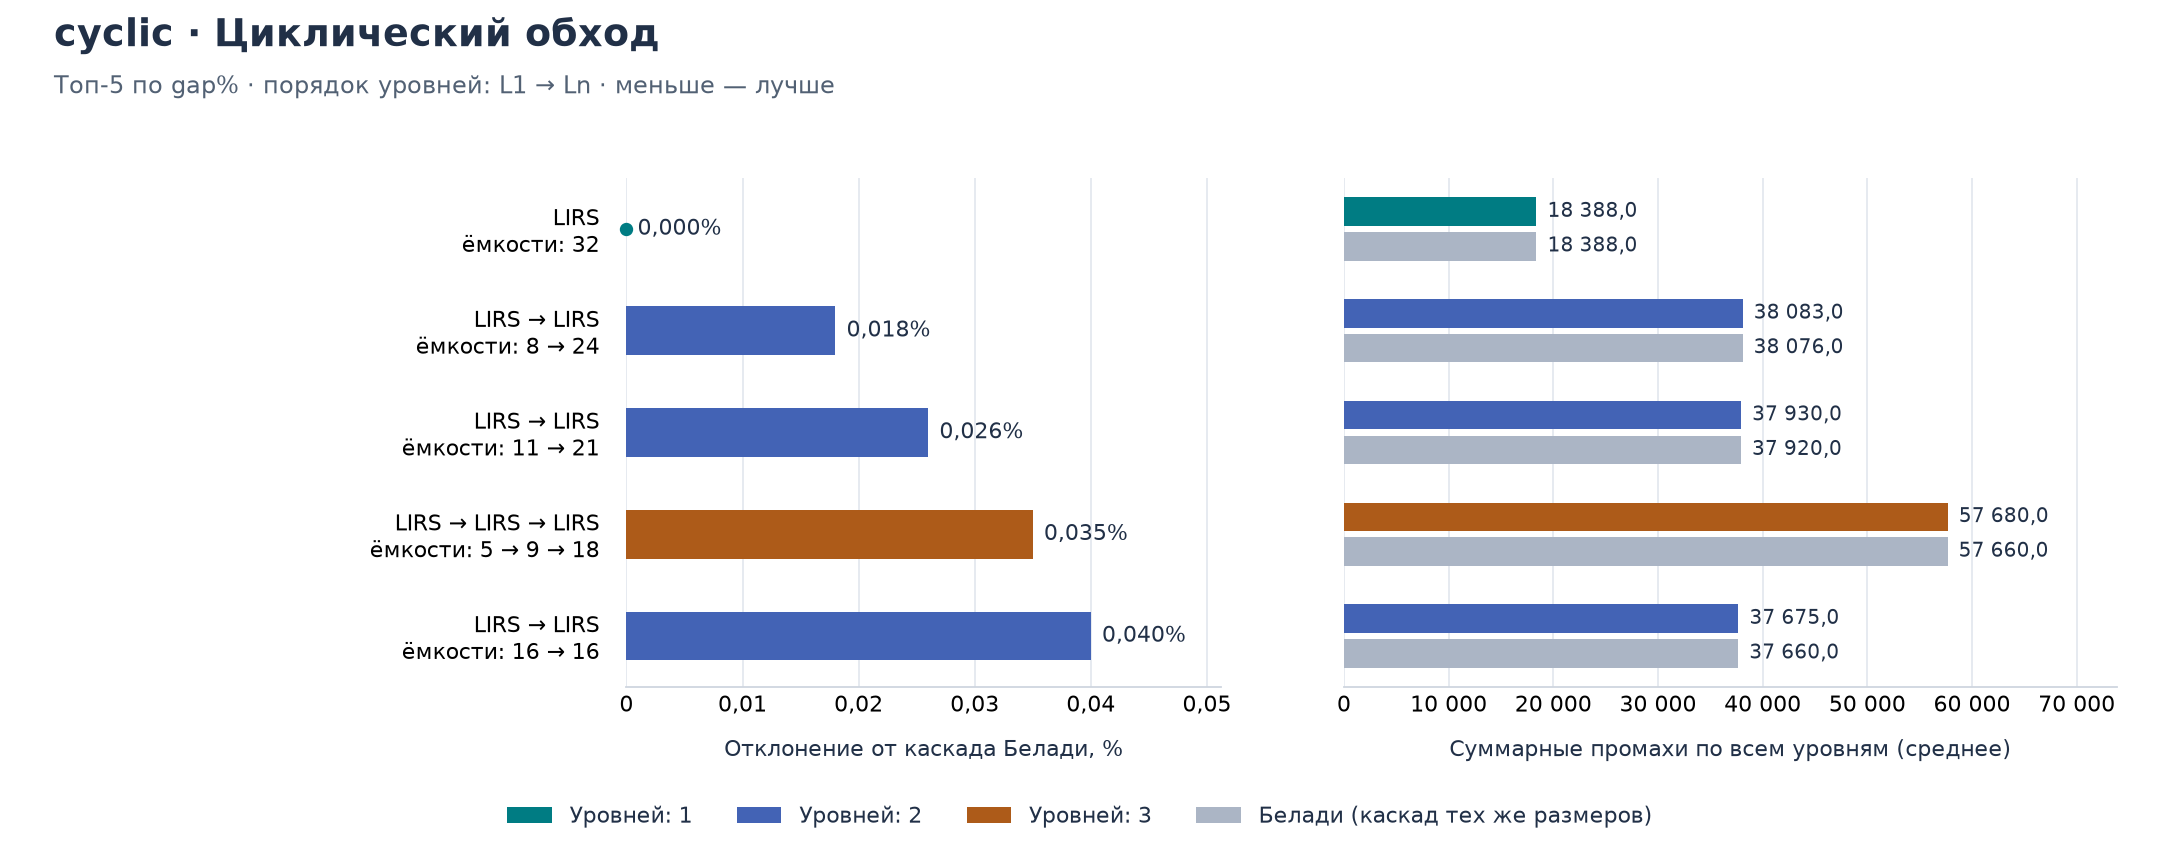 cyclic · Циклический обход
Топ-5 по gap% · порядок уровней: L1 → Ln · меньше — лучше
LIRS
ёмкости: 32
0,000%
18 388,0
18 388,0
LIRS → LIRS
ёмкости: 8 → 24
0,018%
38 083,0
38 076,0
LIRS → LIRS
ёмкости: 11 → 21
0,026%
37 930,0
37 920,0
LIRS → LIRS → LIRS
ёмкости: 5 → 9 → 18
0,035%
57 680,0
57 660,0
LIRS → LIRS
ёмкости: 16 → 16
0,040%
37 675,0
37 660,0
0 0,01 0,02 0,03 0,04 0,05
Отклонение от каскада Белади, %
0 10 000 20 000 30 000 40 000 50 000 60 000 70 000
Суммарные промахи по всем уровням (среднее)
Уровней: 1 Уровней: 2 Уровней: 3 Белади (каскад тех же размеров)